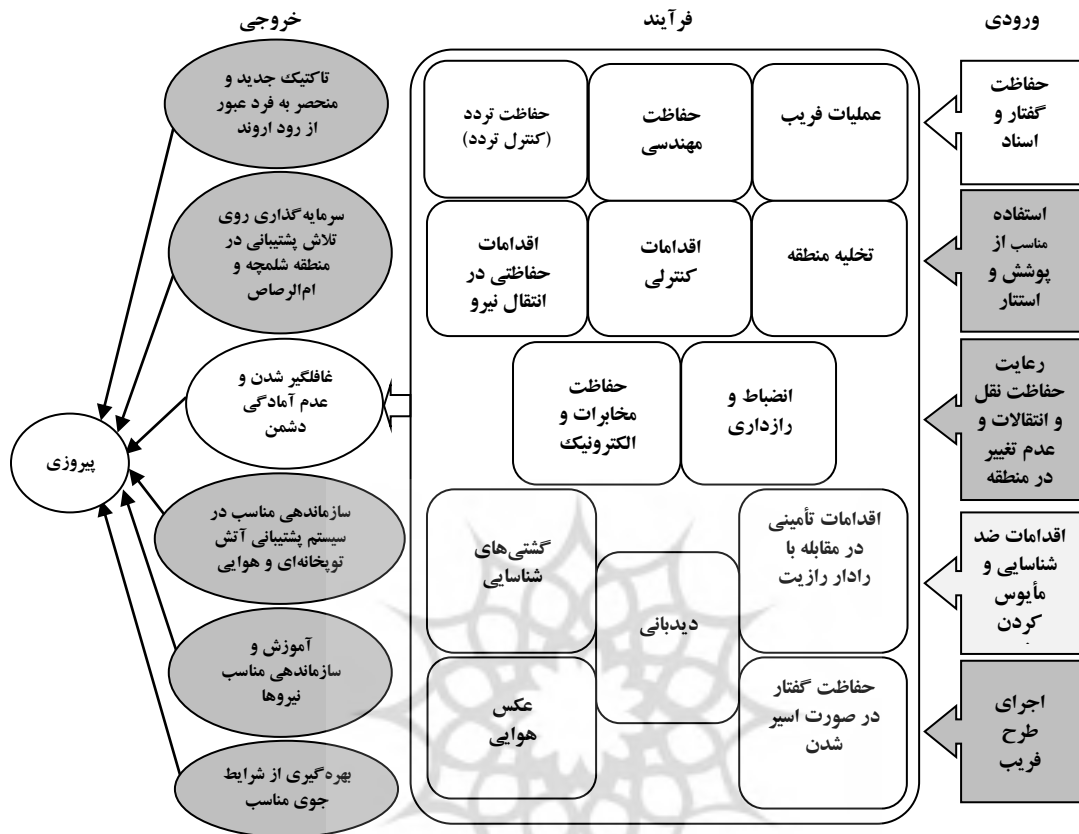 ورودی
فرآیند
خروجی
حفاظت
گفتار و
اسناد
استفاده
مناسب از
پوشش و
استتار
رعایت
حفاظت نقل
و انتقالات و
عدم تغییر
در منطقه
اقدامات ضد
شناسایی و
مأیوس
کردن
اجرای
طرح
فریب
عملیات فریب
حفاظت
مهندسی
حفاظت تردد
(کنترل تردد)
تخلیه منطقه
اقدامات
کنترلی
اقدامات
حفاظتی در
انتقال نیرو
انضباط و
رازداری
حفاظت
مخابرات و
الکترونیک
اقدامات تأمینی
در مقابله با
رادار رازیت
دیدبانی
گشتی‌های
شناسایی
حفاظت گفتار
در صورت اسیر
شدن
عکس
هوایی
تاکتیک جدید و
منحصر به فرد عبور
از رود اروند
سرمایه‌گذاری روی
تلاش پشتیبانی در
منطقه شلمچه و
ام‌الرصاص
غافلگیر شدن و
عدم آمادگی
دشمن
سازماندهی مناسب در
سیستم پشتیبانی آتش
توپخانه‌ای و هوایی
آموزش و
سازماندهی مناسب
نیروها
بهره‌گیری از شرایط
جوی مناسب
پیروزی